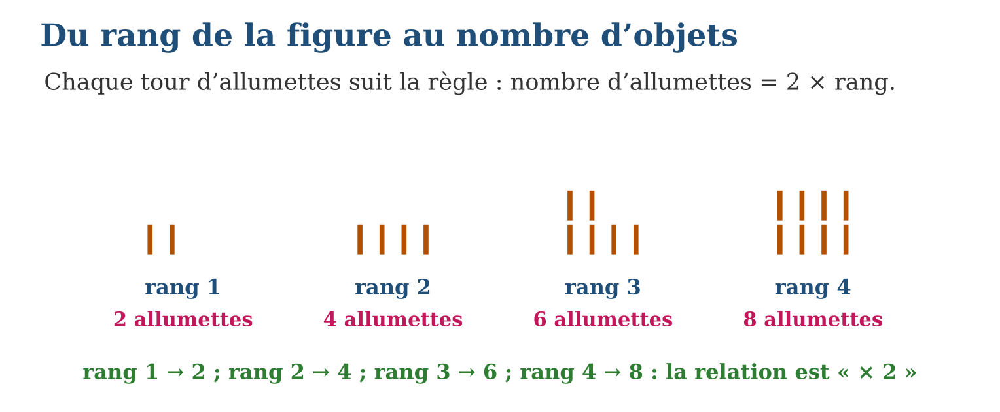 Du rang de la figure au nombre d’objets
Chaque tour d’allumettes suit la règle : nombre d’allumettes = 2 × rang.
rang 1 rang 2 rang 3 rang 4
2 allumettes 4 allumettes 6 allumettes 8 allumettes
rang 1 → 2 ; rang 2 → 4 ; rang 3 → 6 ; rang 4 → 8 : la relation est « × 2 »